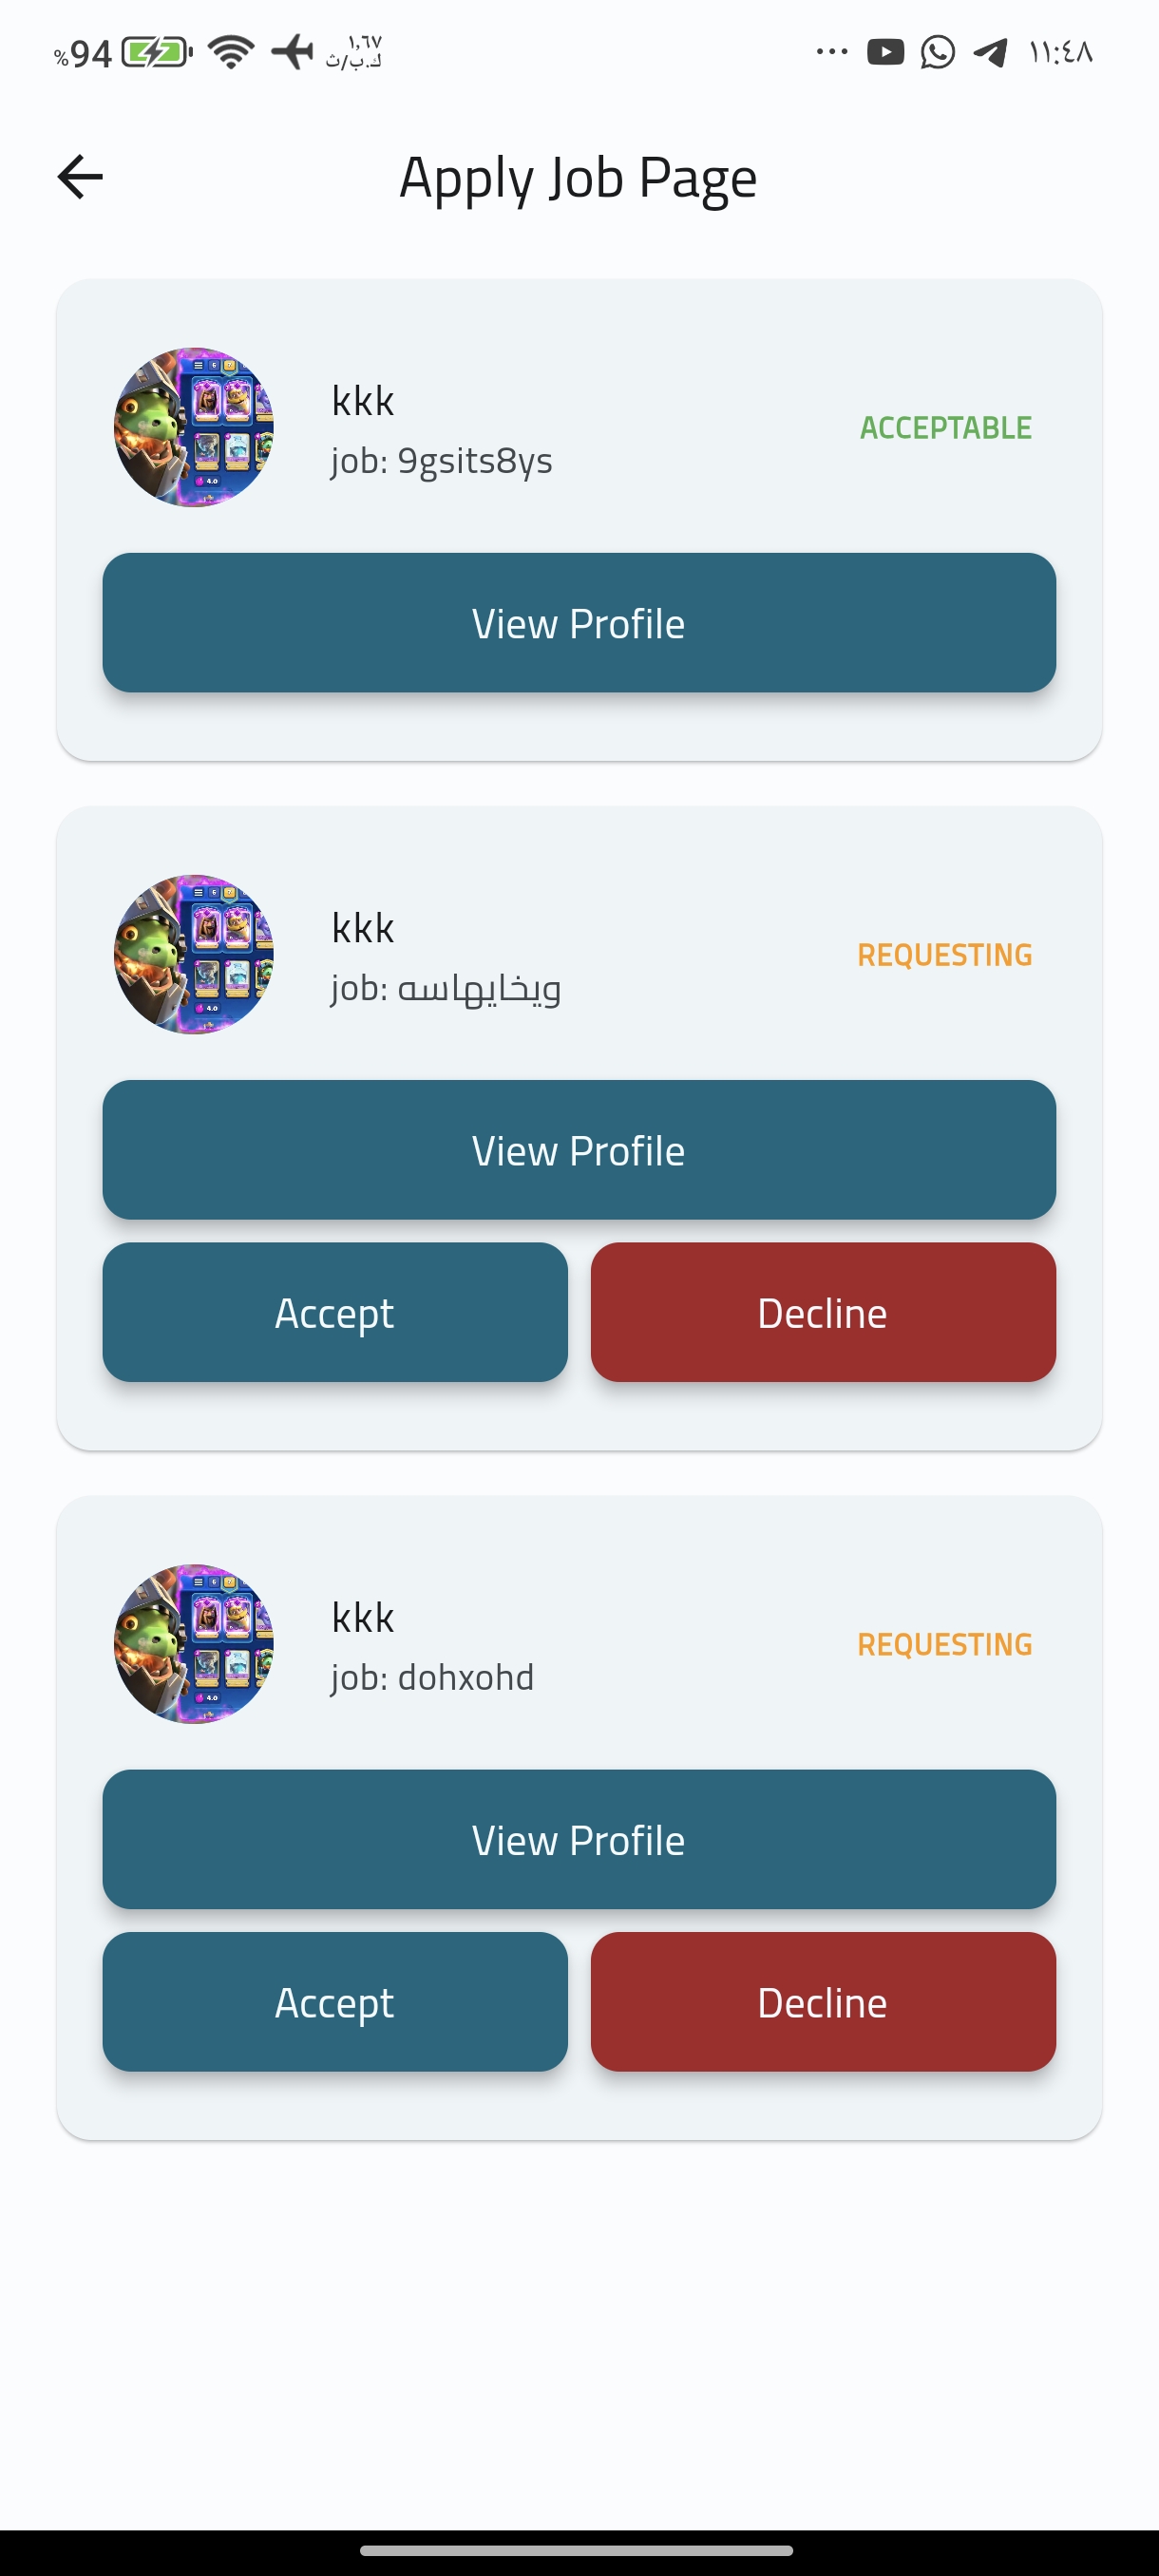 %94 ١,٦٧ ك.ب/ث ١١:٤٨
Apply Job Page
kkk
job: 9gsits8ys
ACCEPTABLE
View Profile
kkk
job: ويخايهاسه
REQUESTING
View Profile
Accept Decline
kkk
job: dohxohd
REQUESTING
View Profile
Accept Decline